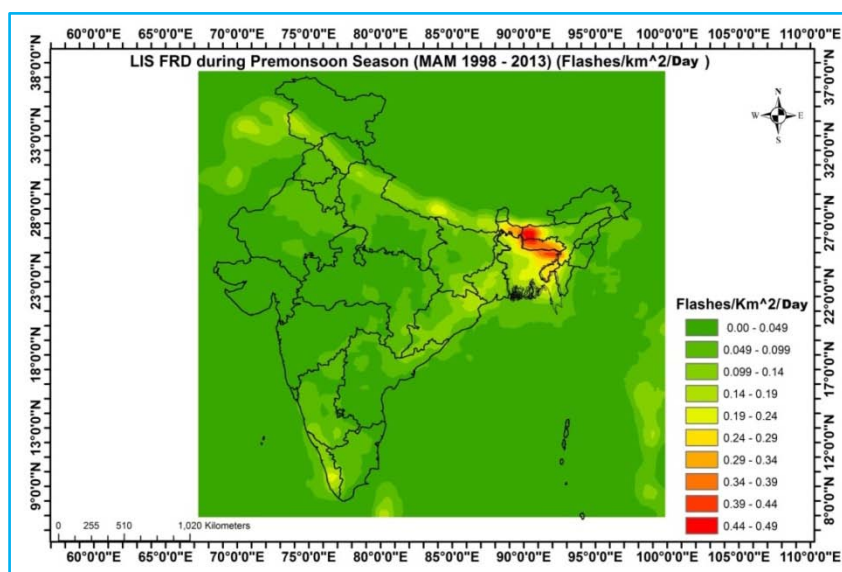 60°0'0"E 65°0'0"E 70°0'0"E 75°0'0"E 80°0'0"E 85°0'0"E 90°0'0"E 95°0'0"E 100°0'0"E 105°0'0"E 110°0'0"E
LIS FRD during Premonsoon Season (MAM 1998 - 2013) (Flashes/km^2/Day )
38°0'0"N
33°0'0"N
28°0'0"N
23°0'0"N
18°0'0"N
13°0'0"N
9°0'0"N
N
W E
S
37°0'0"N
32°0'0"N
27°0'0"N
22°0'0"N
17°0'0"N
12°0'0"N
8°0'0"N
Flashes/Km^2/Day
0.00 - 0.049
0.049 - 0.099
0.099 - 0.14
0.14 - 0.19
0.19 - 0.24
0.24 - 0.29
0.29 - 0.34
0.34 - 0.39
0.39 - 0.44
0.44 - 0.49
0 255 510 1,020 Kilometers
60°0'0"E 65°0'0"E 70°0'0"E 75°0'0"E 80°0'0"E 85°0'0"E 90°0'0"E 95°0'0"E 100°0'0"E 105°0'0"E 110°0'0"E